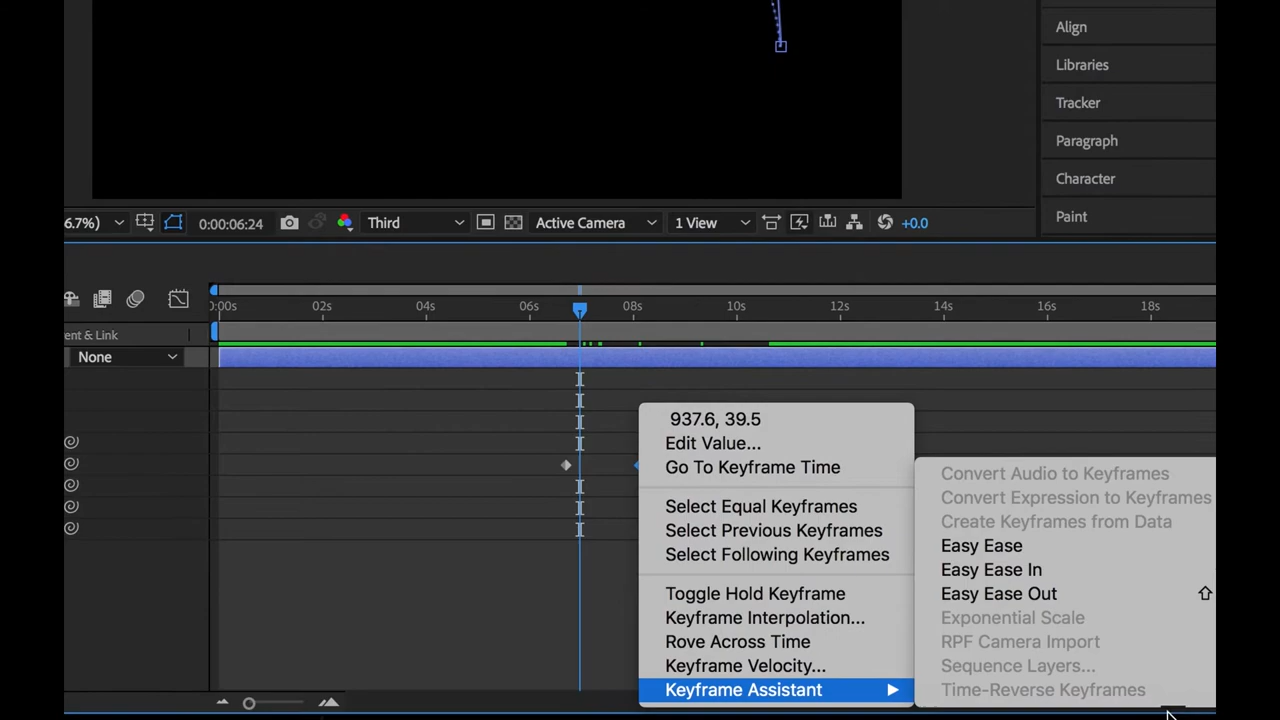 Align
Libraries
Tracker
Paragraph
Character
Paint
6.7%)
0:00:06:24
Third
Active Camera
1 View
+0.0
0:00s 02s 04s 06s 08s 10s 12s 14s 16s 18s
ent & Link
None
937.6, 39.5
Edit Value...
Go To Keyframe Time
Select Equal Keyframes
Select Previous Keyframes
Select Following Keyframes
Toggle Hold Keyframe
Keyframe Interpolation...
Rove Across Time
Keyframe Velocity...
Keyframe Assistant
Convert Audio to Keyframes
Convert Expression to Keyframes
Create Keyframes from Data
Easy Ease
Easy Ease In
Easy Ease Out
Exponential Scale
RPF Camera Import
Sequence Layers...
Time-Reverse Keyframes